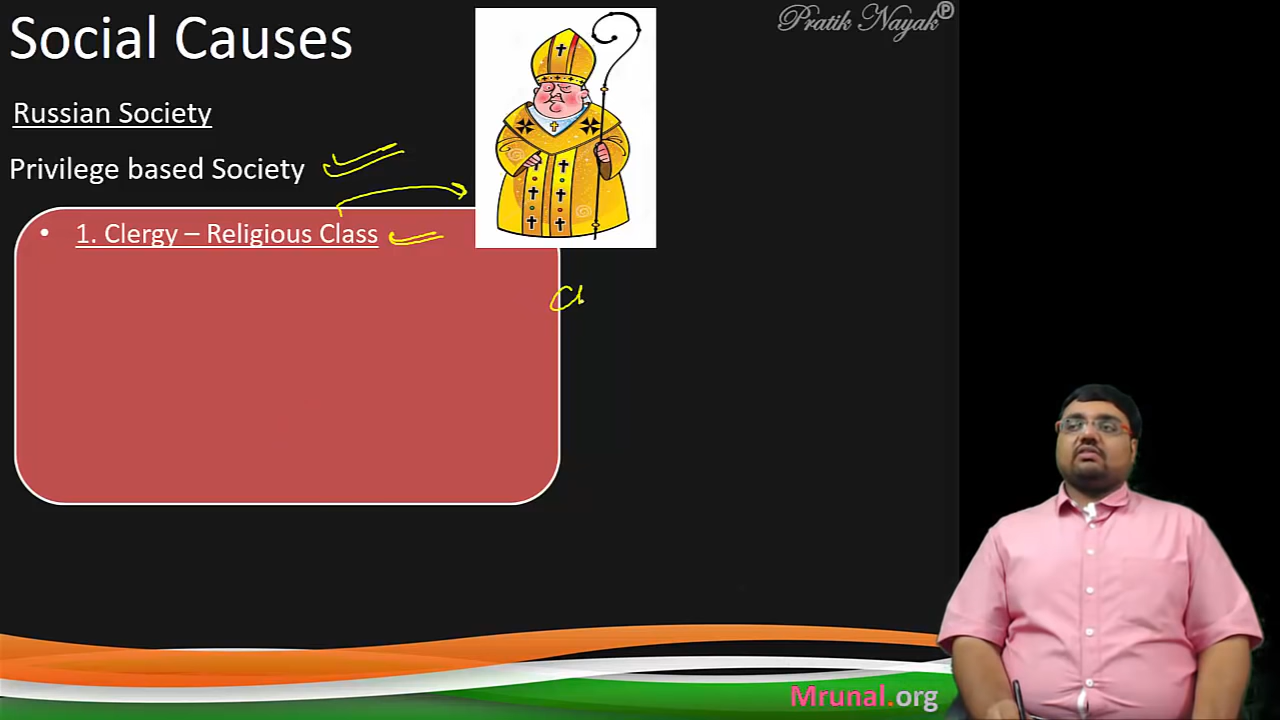 Social Causes
Pratik Nayak®
Russian Society
Privilege based Society
• 1. Clergy – Religious Class
Mrunal.org